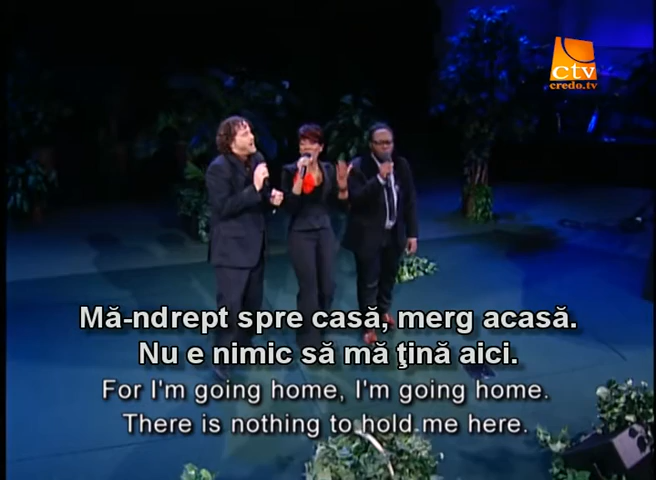 ctv
credo.tv
Mă-ndrept spre casă, merg acasă.
Nu e nimic să mă ţină aici.
For I'm going home, I'm going home.
There is nothing to hold me here.